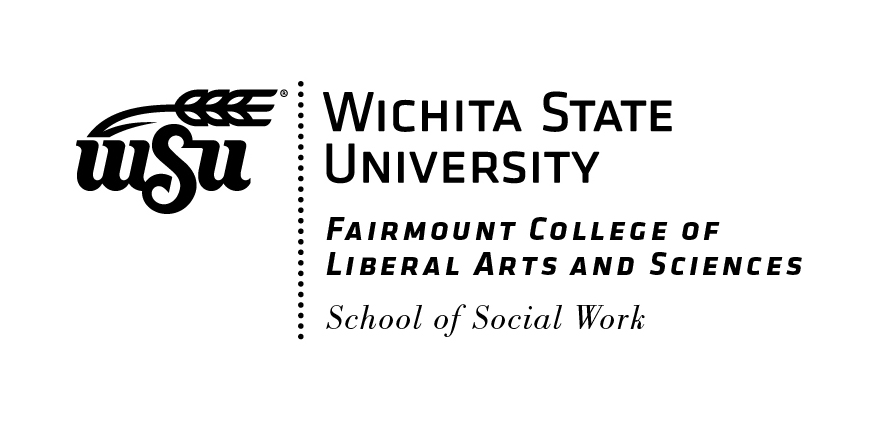 wsu®
WICHITA STATE
UNIVERSITY
FAIRMOUNT COLLEGE OF
LIBERAL ARTS AND SCIENCES
School of Social Work